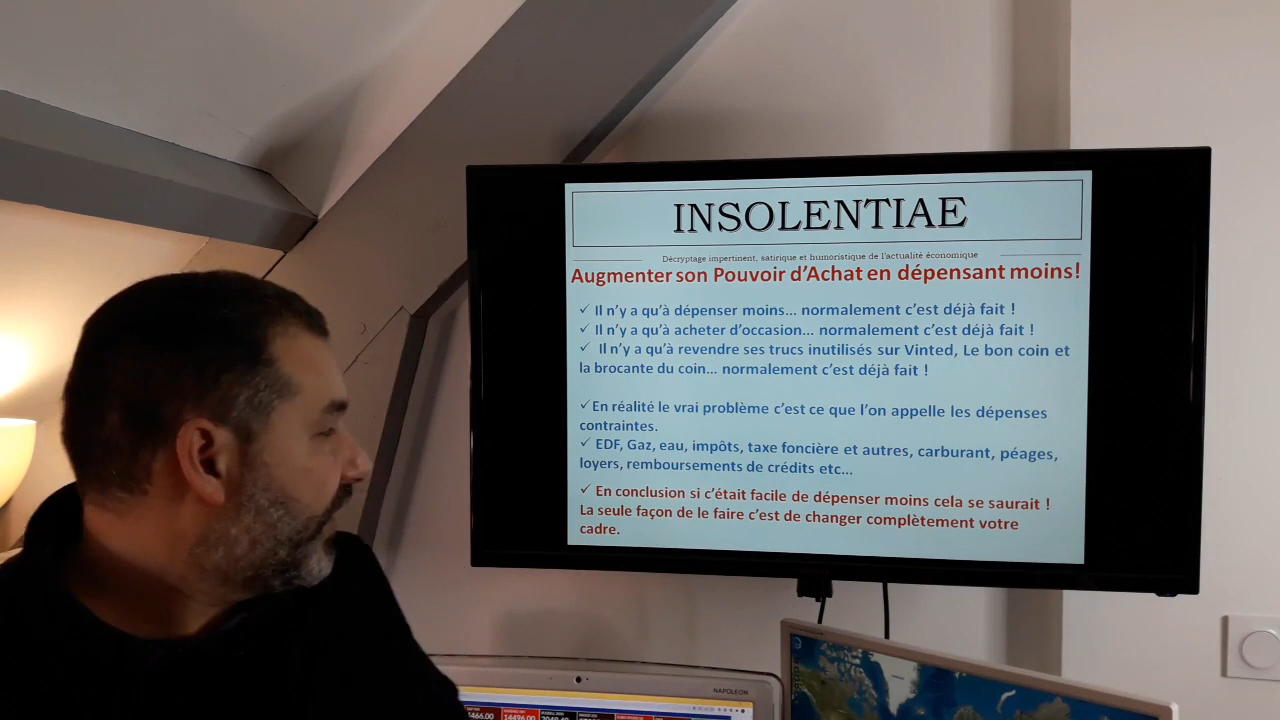 INSOLENTIAE
Décryptage impertinent, satirique et humoristique de l'actualité économique
Augmenter son Pouvoir d'Achat en dépensant moins!
✓ Il n'y a qu'à dépenser moins... normalement c'est déjà fait !
✓ Il n'y a qu'à acheter d'occasion... normalement c'est déjà fait !
✓ Il n'y a qu'à revendre ses trucs inutilisés sur Vinted, Le bon coin et
la brocante du coin... normalement c'est déjà fait !
✓En réalité le vrai problème c'est ce que l'on appelle les dépenses
contraintes.
✓ EDF, Gaz, eau, impôts, taxe foncière et autres, carburant, péages,
loyers, remboursements de crédits etc...
✓ En conclusion si c'était facile de dépenser moins cela se saurait !
La seule façon de le faire c'est de changer complètement votre
cadre.
NAPOLEON